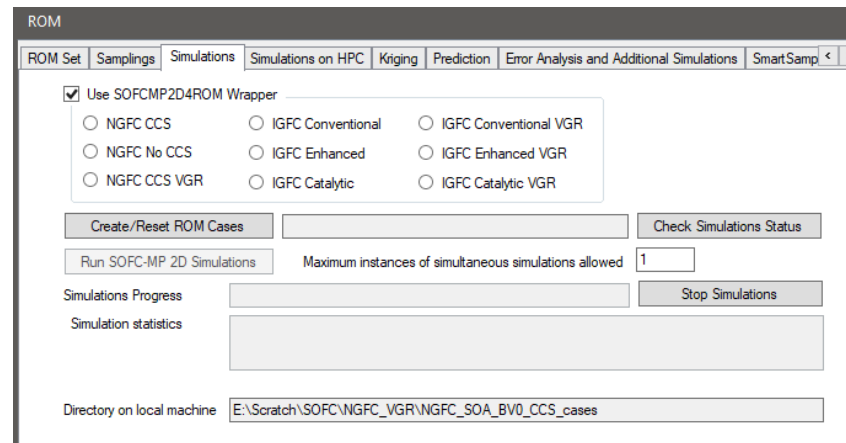 ROM
ROM Set Samplings Simulations Simulations on HPC Kriging Prediction Error Analysis and Additional Simulations SmartSamp <
Use SOFCMP2D4ROM Wrapper
NGFC CCS IGFC Conventional IGFC Conventional VGR
NGFC No CCS IGFC Enhanced IGFC Enhanced VGR
NGFC CCS VGR IGFC Catalytic IGFC Catalytic VGR
Create/Reset ROM Cases Check Simulations Status
Run SOFC-MP 2D Simulations Maximum instances of simultaneous simulations allowed 1
Simulations Progress Stop Simulations
Simulation statistics
Directory on local machine E:\Scratch\SOFC\NGFC_VGR\NGFC_SOA_BV0_CCS_cases